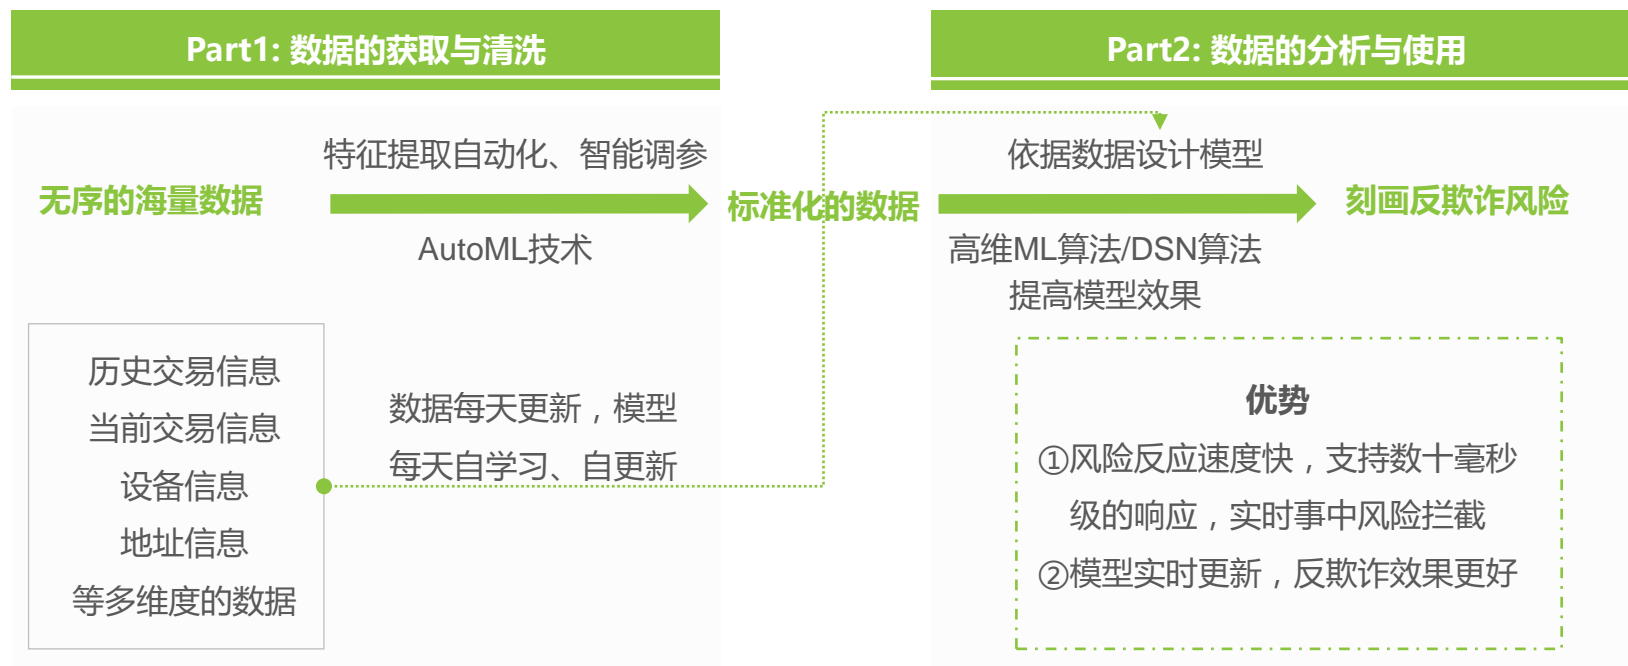 Part1: 数据的获取与清洗
特征提取自动化、智能调参
无序的海量数据
AutoML技术
标准化的数据
历史交易信息
当前交易信息
设备信息
地址信息
等多维度的数据
数据每天更新，模型
每天自学习、自更新
Part2: 数据的分析与使用
依据数据设计模型
刻画反欺诈风险
高维ML算法/DSN算法
提高模型效果
优势
①风险反应速度快，支持数十毫秒
级的响应，实时事中风险拦截
②模型实时更新，反欺诈效果更好